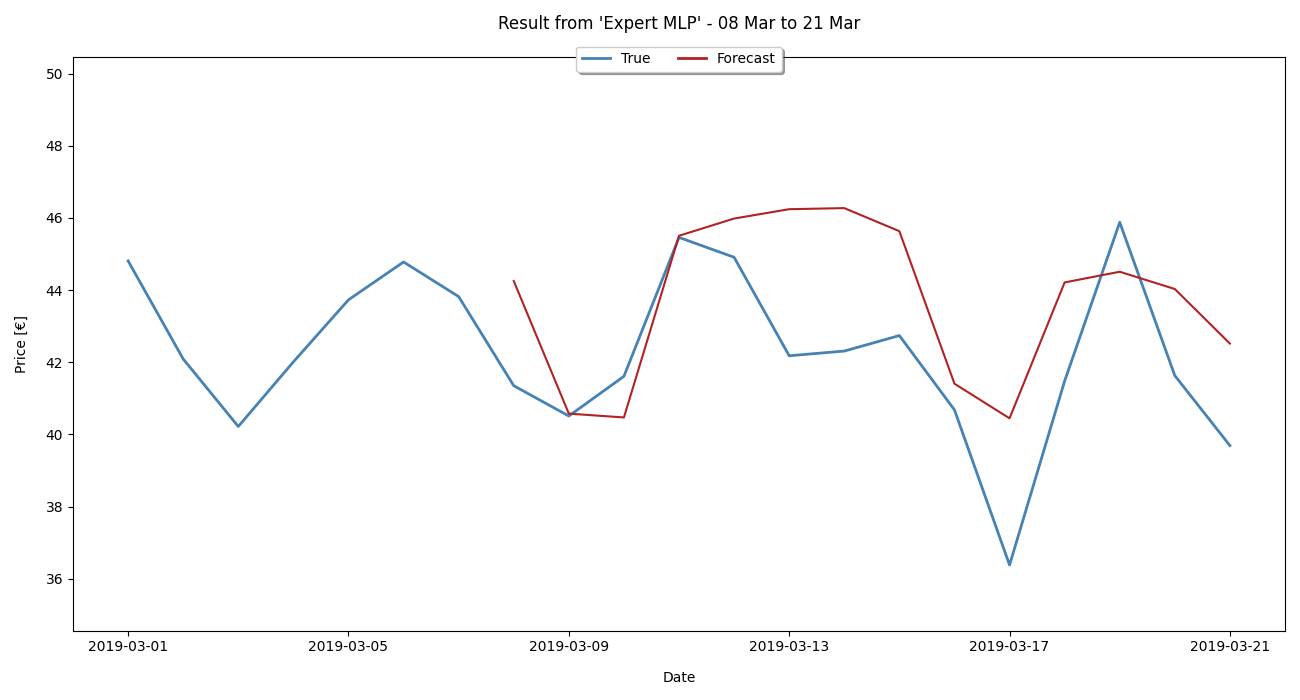 Result from 'Expert MLP' - 08 Mar to 21 Mar
True Forecast
50
48
46
44
42
40
38
36
Price [€]
2019-03-01 2019-03-05 2019-03-09 2019-03-13 2019-03-17 2019-03-21
Date